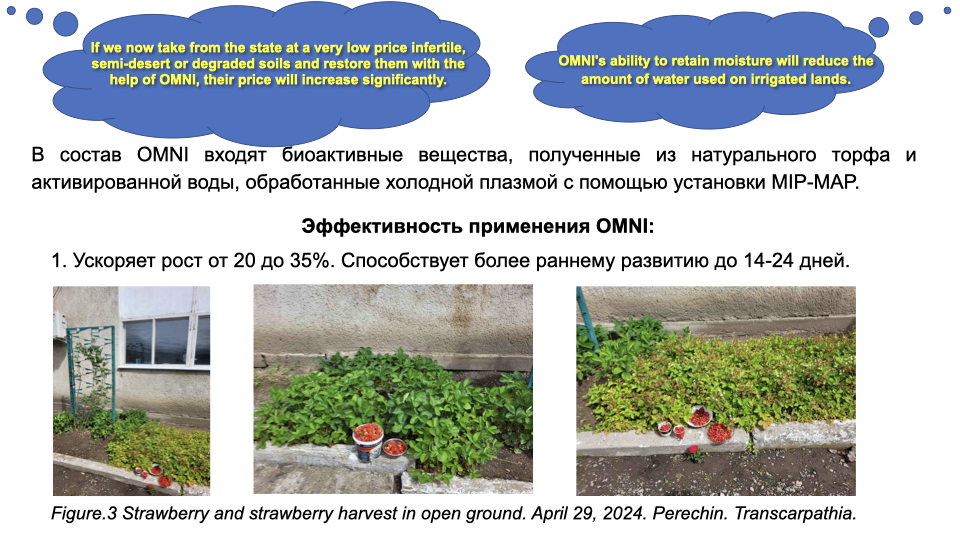 If we now take from the state at a very low price infertile,
semi-desert or degraded soils and restore them with the
help of OMNI, their price will increase significantly.
OMNI's ability to retain moisture will reduce the
amount of water used on irrigated lands.
В состав OMNI входят биоактивные вещества, полученные из натурального торфа и
активированной воды, обработанные холодной плазмой с помощью установки MIP-MAP.
Эффективность применения OMNI:
1. Ускоряет рост от 20 до 35%. Способствует более раннему развитию до 14-24 дней.
Figure.3 Strawberry and strawberry harvest in open ground. April 29, 2024. Perechin. Transcarpathia.